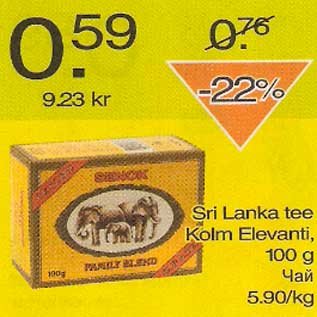 0.59
0.76
9.23 kr
-22%
SIDNOK
100g
FAMILY BLEND
Sri Lanka tee
Kolm Elevanti,
100 g
Чай
5.90/kg